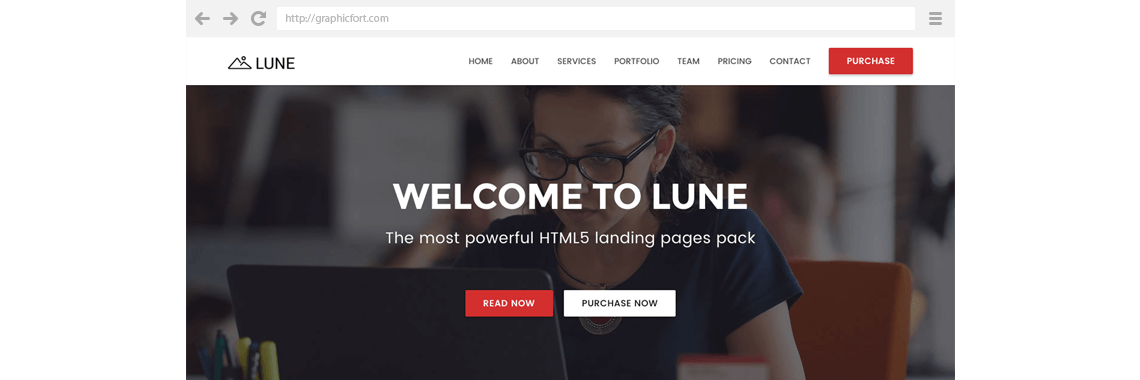 http://graphicfort.com
LUNE
HOME ABOUT SERVICES PORTFOLIO TEAM PRICING CONTACT PURCHASE
WELCOME TO LUNE
The most powerful HTML5 landing pages pack
READ NOW PURCHASE NOW